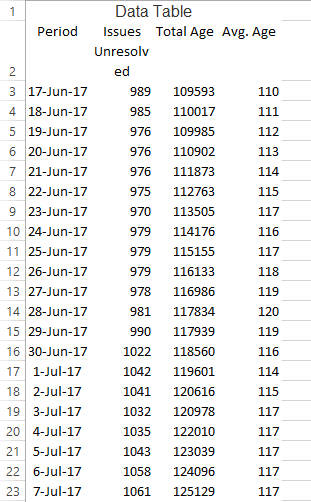 1 Data Table
Period Issues Total Age Avg. Age
Unresolv
2 ed
3 17-Jun-17 989 109593 110
4 18-Jun-17 985 110017 111
5 19-Jun-17 976 109985 112
6 20-Jun-17 976 110902 113
7 21-Jun-17 976 111873 114
8 22-Jun-17 975 112763 115
9 23-Jun-17 970 113505 117
10 24-Jun-17 979 114176 116
11 25-Jun-17 979 115155 117
12 26-Jun-17 979 116133 118
13 27-Jun-17 978 116986 119
14 28-Jun-17 981 117834 120
15 29-Jun-17 990 117939 119
16 30-Jun-17 1022 118560 116
17 1-Jul-17 1042 119601 114
18 2-Jul-17 1041 120616 115
19 3-Jul-17 1032 120978 117
20 4-Jul-17 1035 122010 117
21 5-Jul-17 1043 123039 117
22 6-Jul-17 1058 124096 117
23 7-Jul-17 1061 125129 117